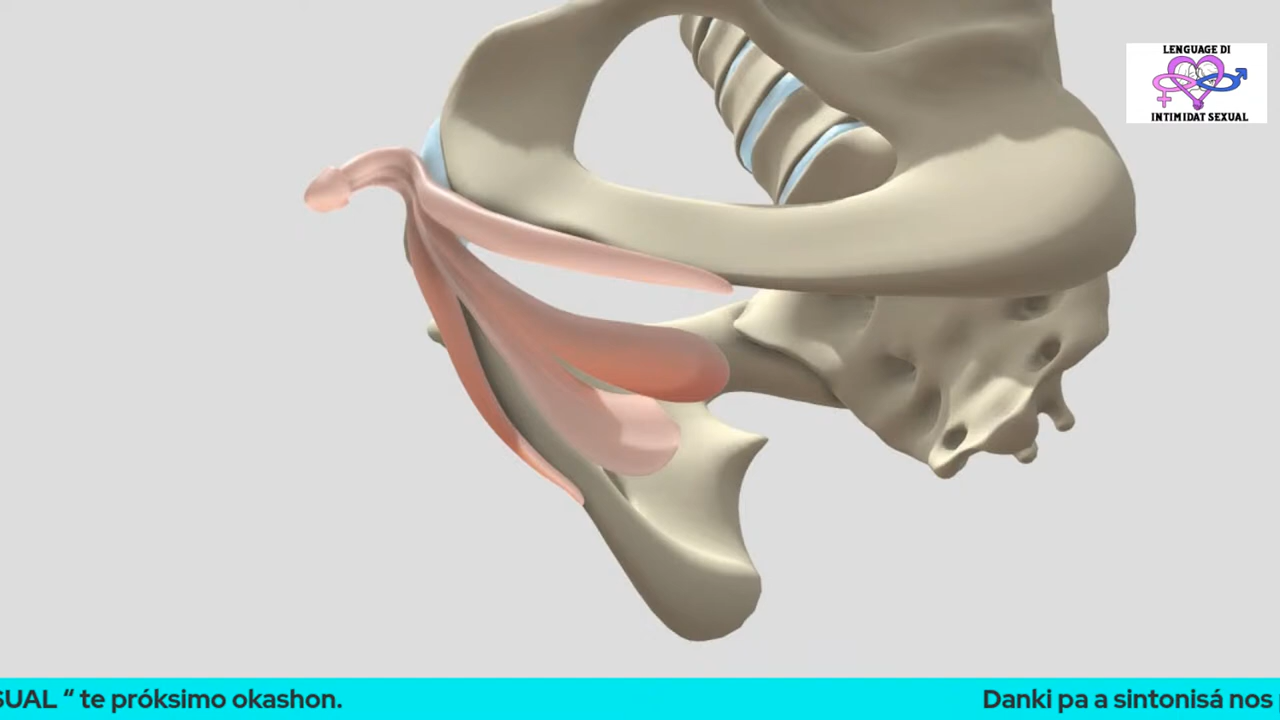 LENGUAGE DI
INTIMIDAT SEXUAL
SUAL “ te próksimo okashon.
Danki pa a sintonisá nos